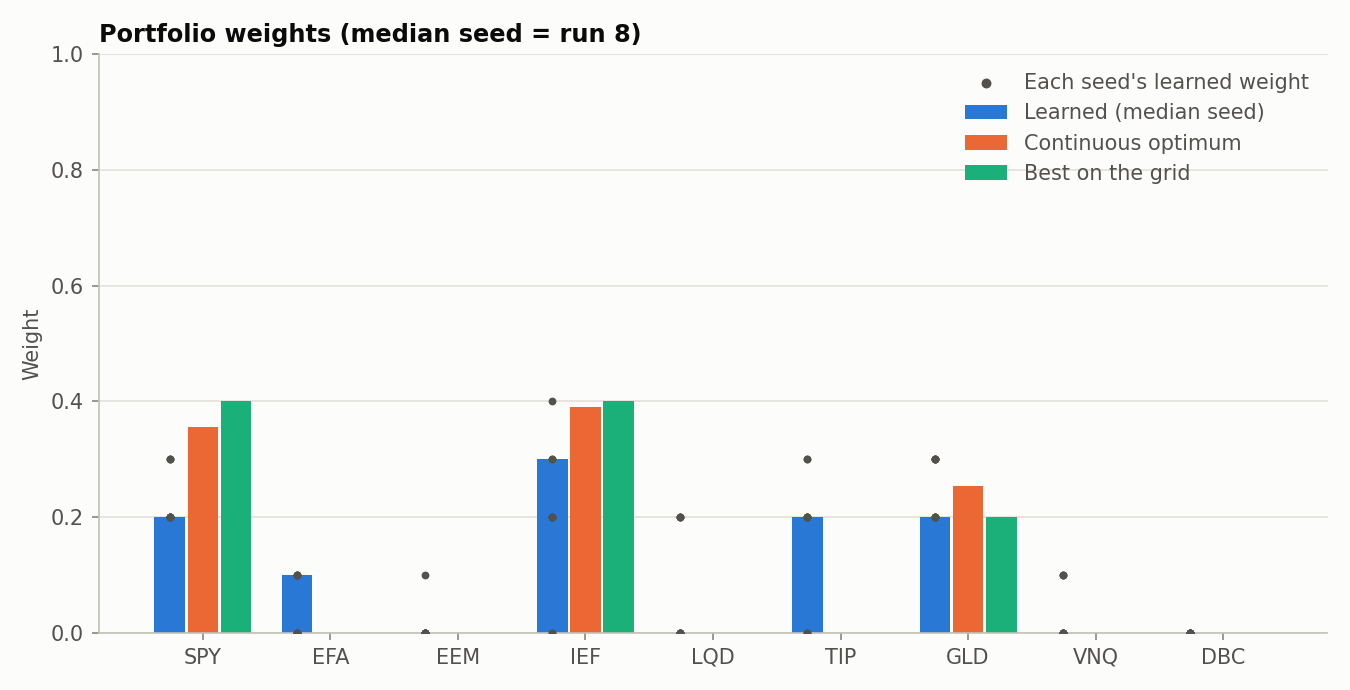 Portfolio weights (median seed = run 8)
1.0
0.8
0.6
0.4
0.2
0.0
Weight
Each seed's learned weight
Learned (median seed)
Continuous optimum
Best on the grid
SPY EFA EEM IEF LQD TIP GLD VNQ DBC